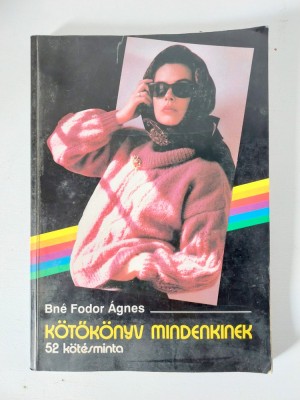 Bné Fodor Ágnes
KÖTŐKÖNYV MINDENKINEK
52 kötésminta